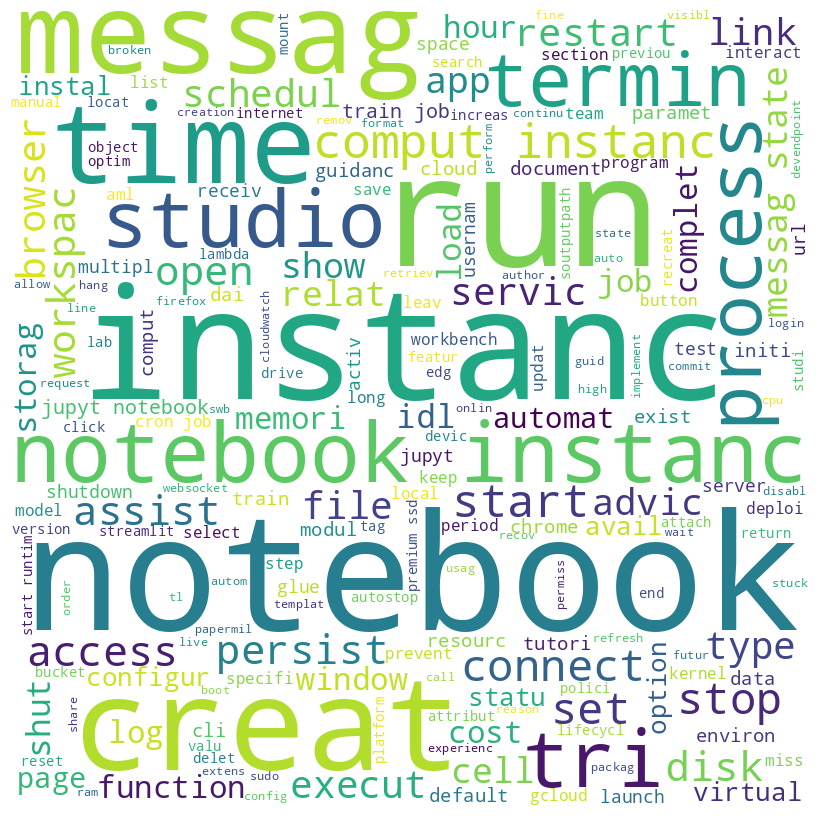 messag
broken
mount
hour
fine
visibl
restart
link
space
search
section
previou
interact
instal
list
schedul
app
termin
manual
locat
creation
internet
train job
increas
continu
team
paramet
time
remov
format
object
optim
comput instanc
perform
process
messag state
devendpoint
browser
workspac
guidanc
cloud
document
program
aml
receiv
save
usernam
load
complet
url
studio
run
lambda
state
soutputpath
auto
recreat
multipl
open
show
retriev
author
job
allow
hang
firefox
dai
relat
leav
servic
button
line
instanc
login
storag
lab
comput
cloudwatch
drive
activ
workbench
featur
edg
updat
guid
implement
test
initi
studi
request
long
high
commit
cpu
jupyt notebook
swb
memori
idl
onlin
automat
exist
click
cron job
devic
notebook instanc
jupyt
keep
shutdown
websocket
train
local
server
disabl
model
assist
file
start
advic
deploi
version
streamlit
select
modul
tag
premium ssd
period
chrome
avail
attach
return
recov
wait
start runtim
step
glue
usag
permiss
end
stuck
order
tl
autom
autostop
notebook
templat
live
papermil
access
persist
resourc
tutori
refresh
type
prevent
futur
bucket
configur
specifi
window
connect
kernel
data
shut
share
boot
call
statu
polici
option
stop
creat
attribut
reason
set
log
cli
platform
cost
lifecycl
environ
valu
experienc
tri
reset
delet
page
extens
sudo
cell
packag
disk
miss
function
ram
config
execut
default
gcloud
launch
virtual